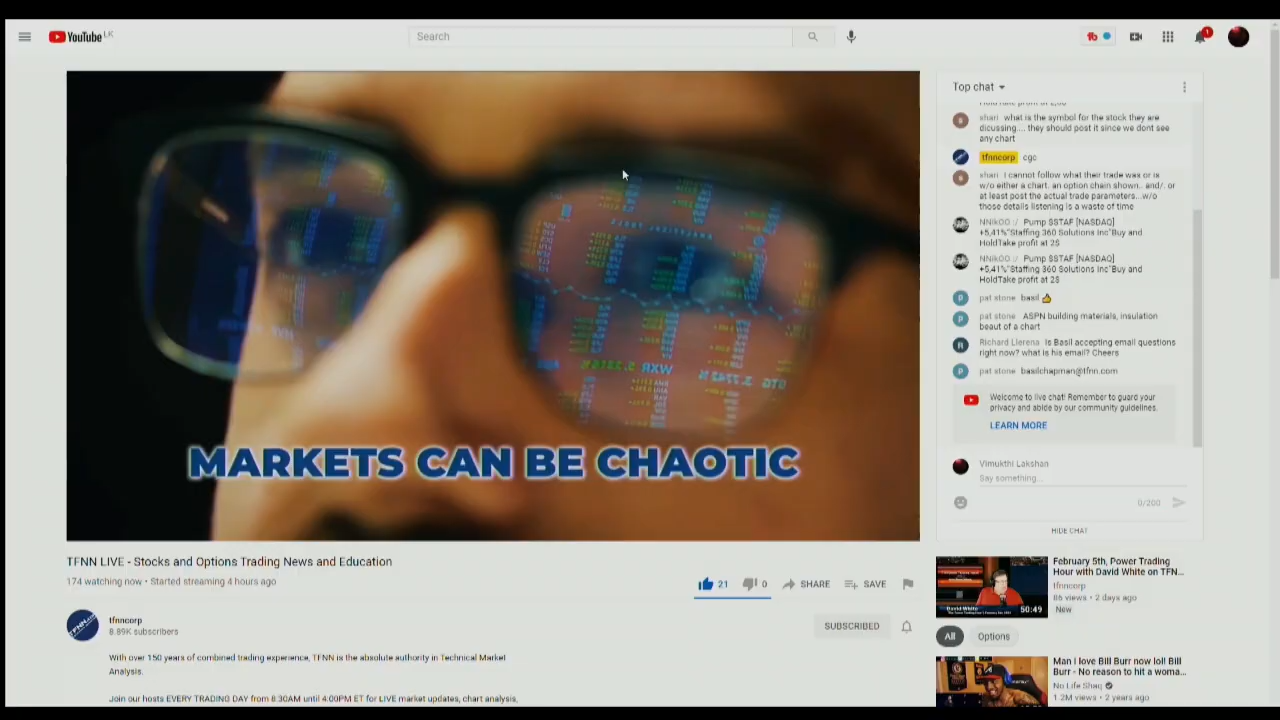 YouTube LK
Search
1
MARKETS CAN BE CHAOTIC
WXR
TFNN LIVE - Stocks and Options Trading News and Education
174 watching now • Started streaming 4 hours ago
21
0
SHARE
SAVE
tfnncorp
8.89K subscribers
SUBSCRIBED
With over 150 years of combined trading experience, TFNN is the absolute authority in Technical Market
Analysis.
Join our hosts EVERY TRADING DAY from 8:30AM until 4:00PM ET for LIVE market updates, chart analysis,
Top chat
shari what is the symbol for the stock they are
dicussing.... they should post it since we dont see
any chart
tfnncorp cgc
shari I cannot follow what their trade was or is
w/o either a chart. an option chain shown.. and/. or
at least post the actual trade parameters...w/o
those details listening is a waste of time
NNikOO :/ Pump $STAF [NASDAQ]
+5,41%"Staffing 360 Solutions Inc"Buy and
HoldTake profit at 2$
NNikOO :/ Pump $STAF [NASDAQ]
+5,41%"Staffing 360 Solutions Inc"Buy and
HoldTake profit at 2$
pat stone basil 👍
pat stone ASPN building materials, insulation
beaut of a chart
Richard Llerena Is Basil accepting email questions
right now? what is his email? Cheers
pat stone basilchapman@tfnn.com
Welcome to live chat! Remember to guard your
privacy and abide by our community guidelines.
LEARN MORE
Vimukthi Lakshan
Say something...
0/200
HIDE CHAT
February 5th, Power Trading
Hour with David White on TFN...
tfnncorp
86 views • 2 days ago
New
David White
50:49
All
Options
Man I love Bill Burr now lol! Bill
Burr - No reason to hit a woma...
No Life Shaq
1.2M views • 2 years ago